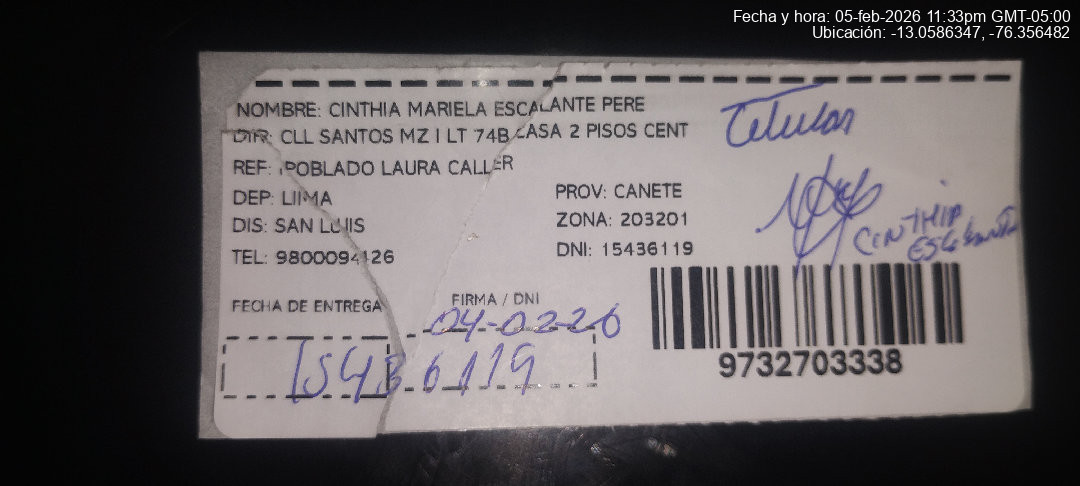 Fecha y hora: 05-feb-2026 11:33pm GMT-05:00
Ubicación: -13.0586347, -76.356482
NOMBRE: CINTHIA MARIELA ESCALANTE PERE
DIR: CLL SANTOS MZ I LT 74B CASA 2 PISOS CENT
REF: POBLADO LAURA CALLER
DEP: LIMA
PROV: CANETE
DIS: SAN LUIS
ZONA: 203201
TEL: 9800094126
DNI: 15436119
Titular
CINTHIA
Escalante
FECHA DE ENTREGA
FIRMA / DNI
04-02-26
15436119
9732703338